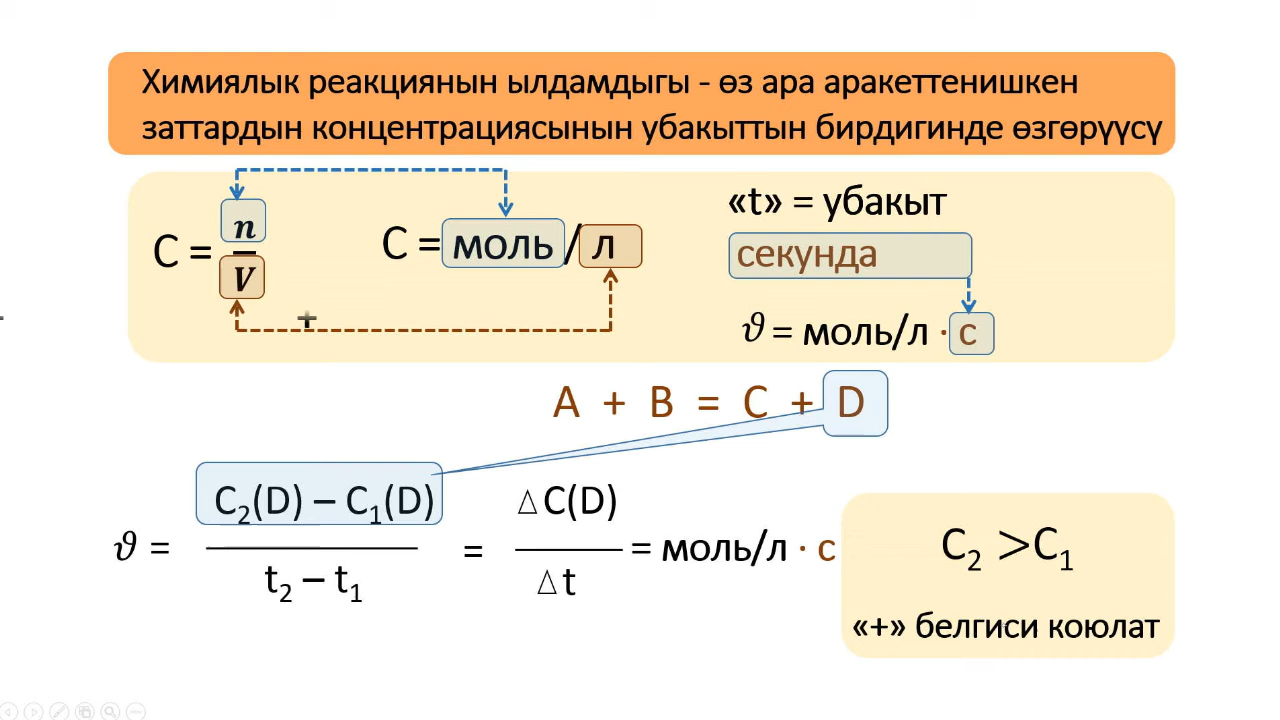 Химиялык реакциянын ылдамдыгы - өз ара аракеттенишкен
заттардын концентрациясынын убакыттын бирдигинде өзгөрүүсү
C = n/V
C = моль/л
«t» = убакыт
секунда
ϑ = моль/л · с
A + B = C + D
ϑ = C₂(D) – C₁(D) / t₂ – t₁ = △C(D) / △t = моль/л · с
C₂ >C₁
«+» белгиси коюлат